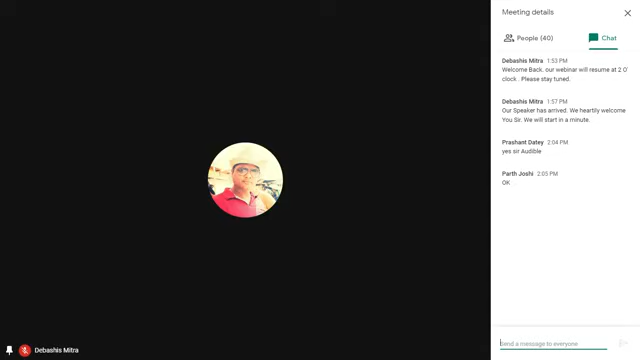 Meeting details
People (40)
Chat
Debashis Mitra 1:53 PM
Welcome Back. our webinar will resume at 2 O'
clock . Please stay tuned.
Debashis Mitra 1:57 PM
Our Speaker has arrived. We heartily welcome
You Sir. We will start in a minute.
Prashant Datey 2:04 PM
yes sir Audible
Parth Joshi 2:05 PM
OK
Send a message to everyone
Debashis Mitra